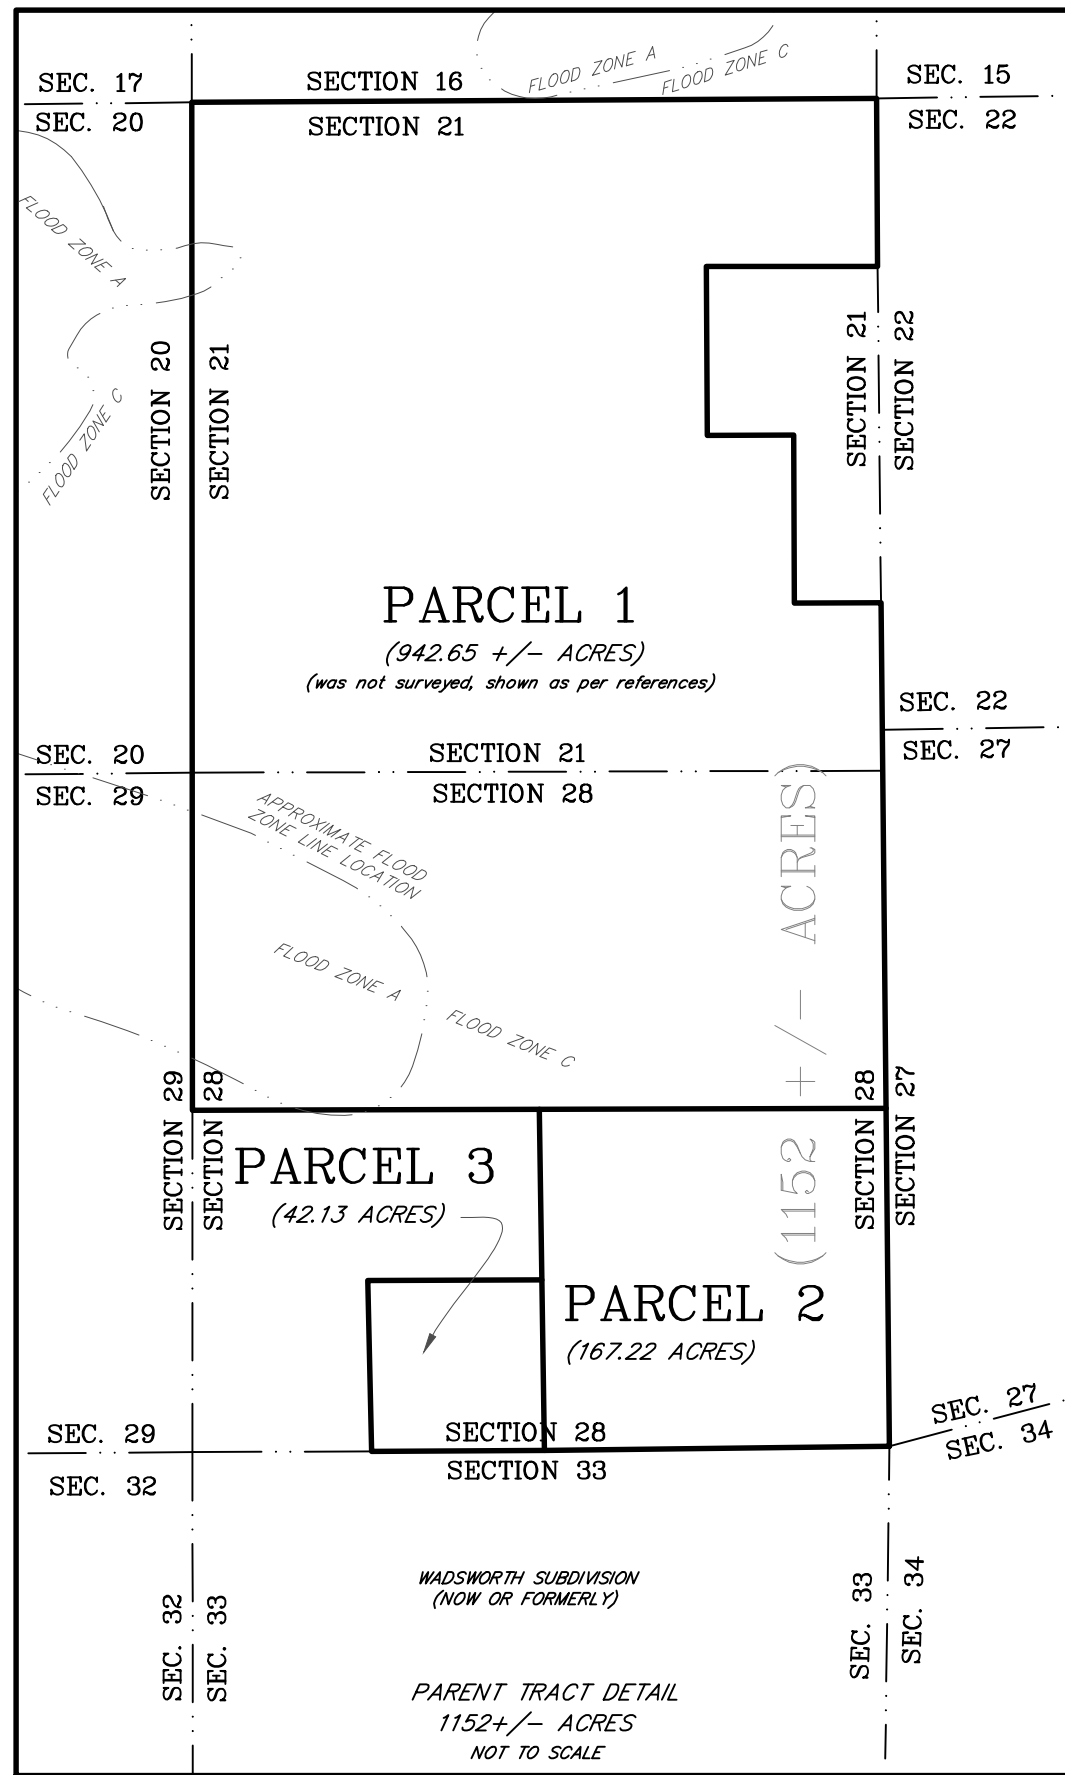 FLOOD ZONE A
FLOOD ZONE C
SEC. 17
SECTION 16
SEC. 15
SEC. 20
SECTION 21
SEC. 22
FLOOD ZONE A
SECTION 20
SECTION 21
SECTION 21
SECTION 22
FLOOD ZONE C
PARCEL 1
(942.65 +/- ACRES)
(was not surveyed, shown as per references)
SEC. 22
SEC. 27
SEC. 20
SECTION 21
SEC. 29
SECTION 28
APPROXIMATE FLOOD
ZONE LINE LOCATION
(1152 +/- ACRES)
FLOOD ZONE A
FLOOD ZONE C
SECTION 29
SECTION 28
SECTION 28
SECTION 27
PARCEL 3
(42.13 ACRES)
PARCEL 2
(167.22 ACRES)
SEC. 27
SEC. 34
SEC. 29
SECTION 28
SECTION 33
SEC. 32
WADSWORTH SUBDIVISION
(NOW OR FORMERLY)
SEC. 32
SEC. 33
SEC. 33
SEC. 34
PARENT TRACT DETAIL
1152+/- ACRES
NOT TO SCALE